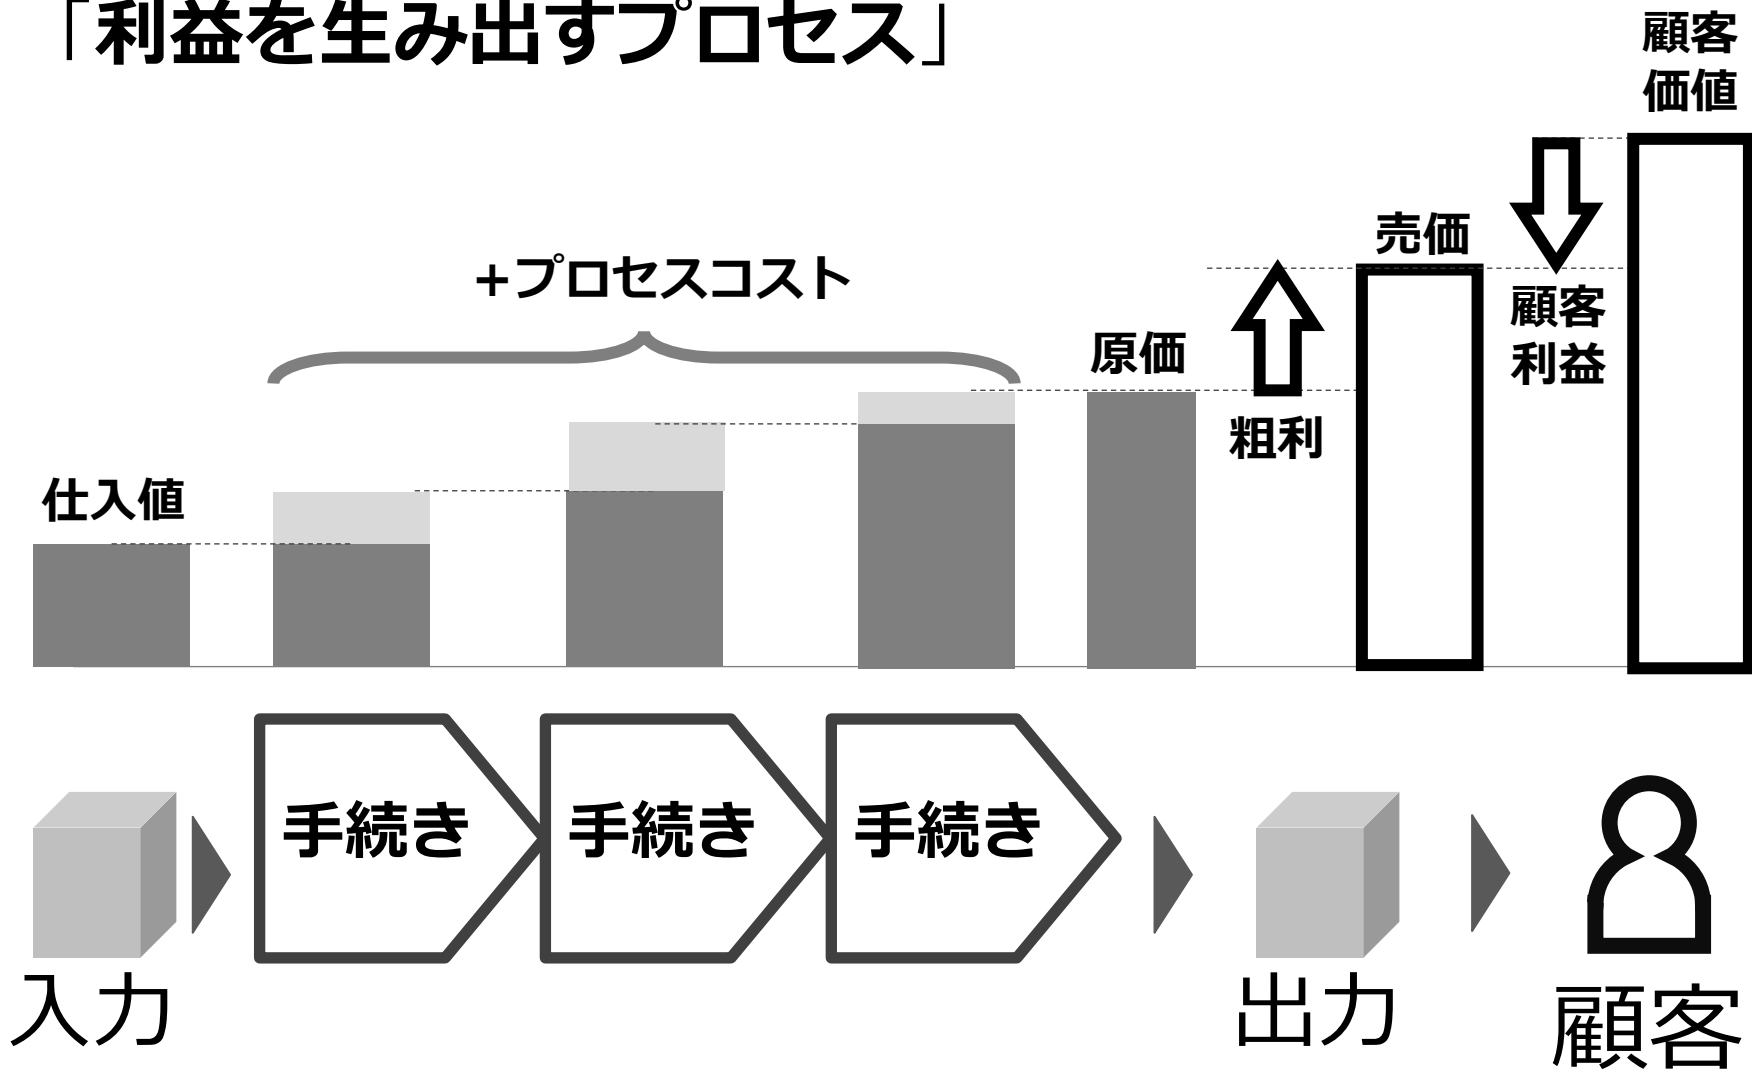 「利益を生み出すプロセス」
顧客
価値
売価
+プロセスコスト
顧客
利益
原価
粗利
仕入値
手続き
手続き
手続き
入力
出力
顧客